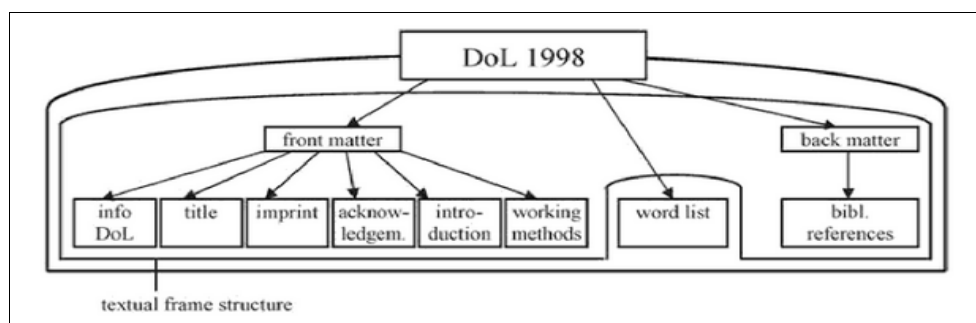 DoL 1998
front matter
back matter
info
DoL
title
imprint
acknow-
ledgem.
intro-
duction
working
methods
word list
bibl.
references
textual frame structure